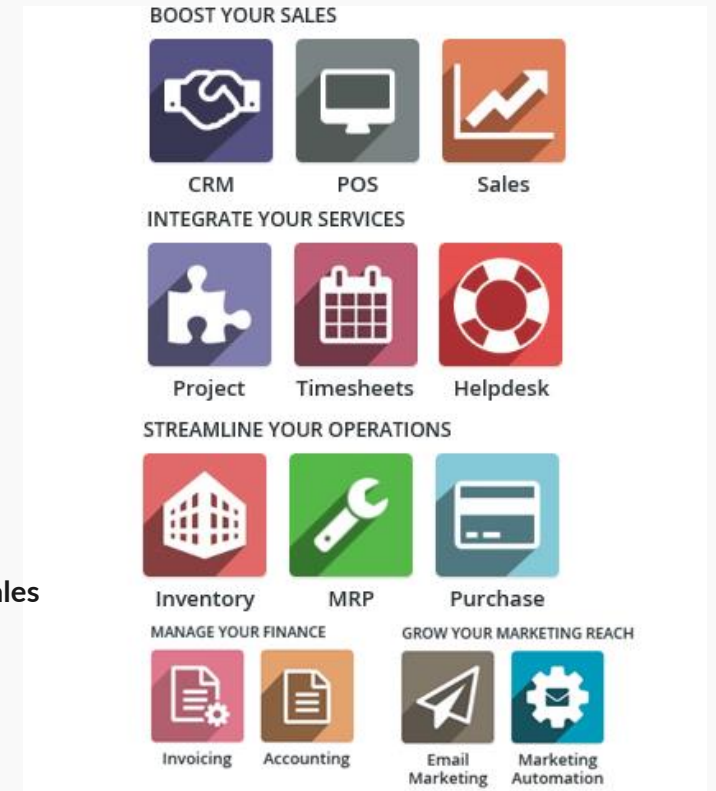 BOOST YOUR SALES
CRM POS Sales
INTEGRATE YOUR SERVICES
Project Timesheets Helpdesk
STREAMLINE YOUR OPERATIONS
ales
Inventory MRP Purchase
MANAGE YOUR FINANCE GROW YOUR MARKETING REACH
Invoicing Accounting Email Marketing
Marketing Automation